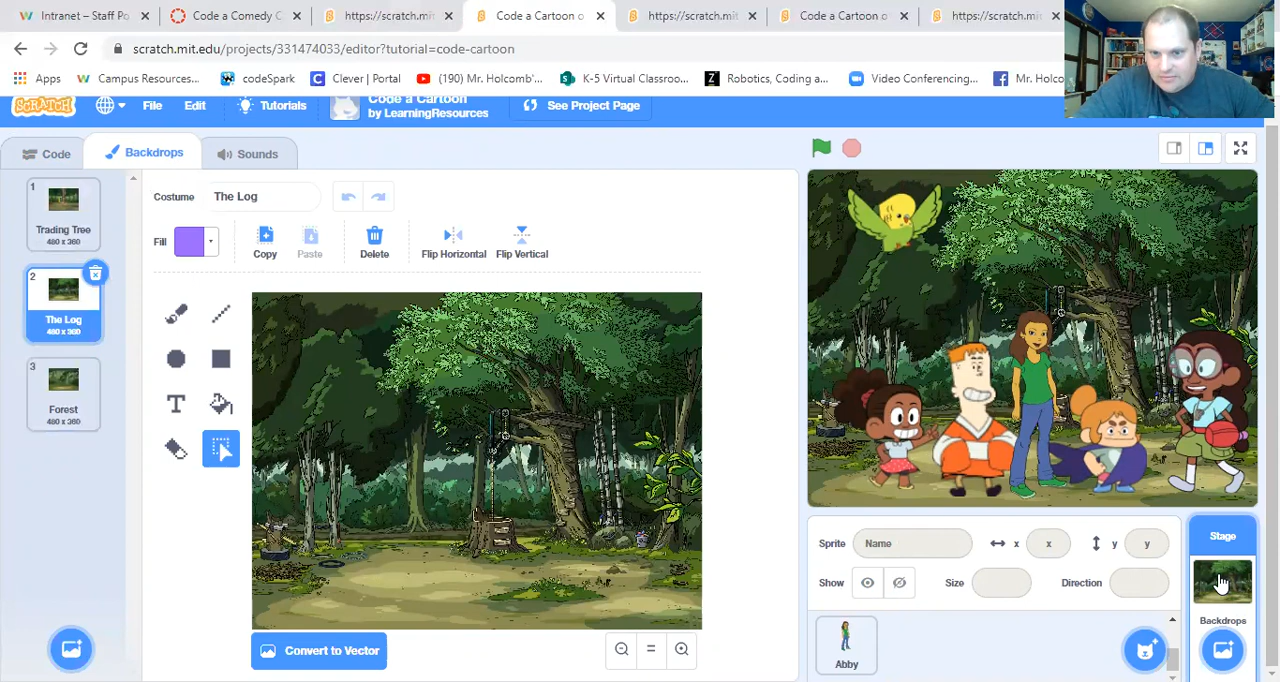 Intranet – Staff Po
Code a Comedy C
https://scratch.mit.
Code a Cartoon o
https://scratch.mit.
Code a Cartoon o
https://scratch.mit.
scratch.mit.edu/projects/331474033/editor?tutorial=code-cartoon
Apps
Campus Resources...
codeSpark
Clever | Portal
(190) Mr. Holcomb'...
K-5 Virtual Classroo...
Robotics, Coding a...
Video Conferencing...
Mr. Holco
SCRATCH
File
Edit
Tutorials
Code a Cartoon
by LearningResources
See Project Page
Code
Backdrops
Sounds
1
Trading Tree
480 x 360
2
The Log
480 x 360
3
Forest
480 x 360
Costume
The Log
Fill
Copy
Paste
Delete
Flip Horizontal
Flip Vertical
T
Convert to Vector
Sprite
Name
x
x
y
y
Show
Size
Direction
Abby
Stage
Backdrops